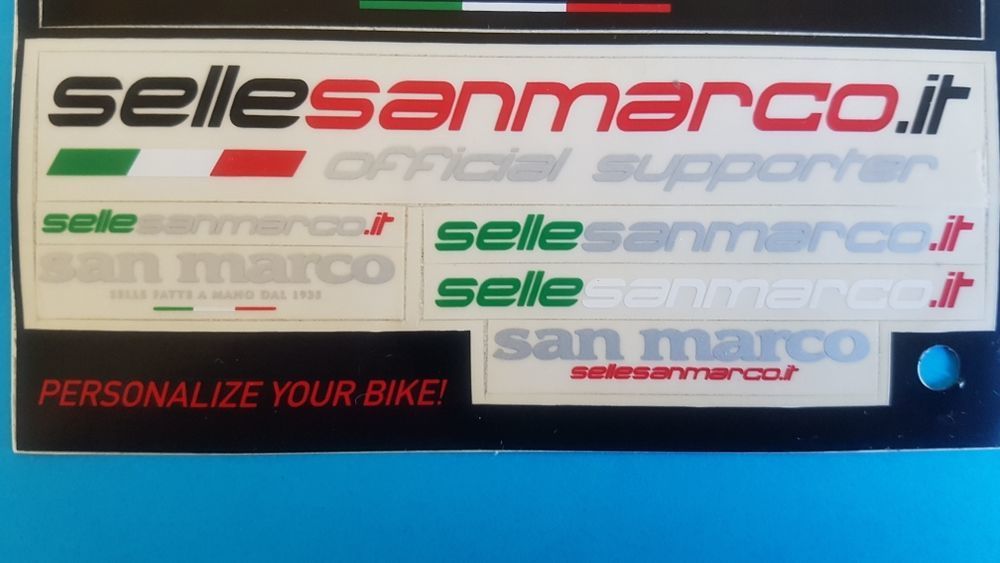 sellesanmarco.it
official supporter
sellesanmarco.it
san marco
SELLE FATTE A MANO DAL 1935
sellesanmarco.it
sellesanmarco.it
san marco
sellesanmarco.it
PERSONALIZE YOUR BIKE!